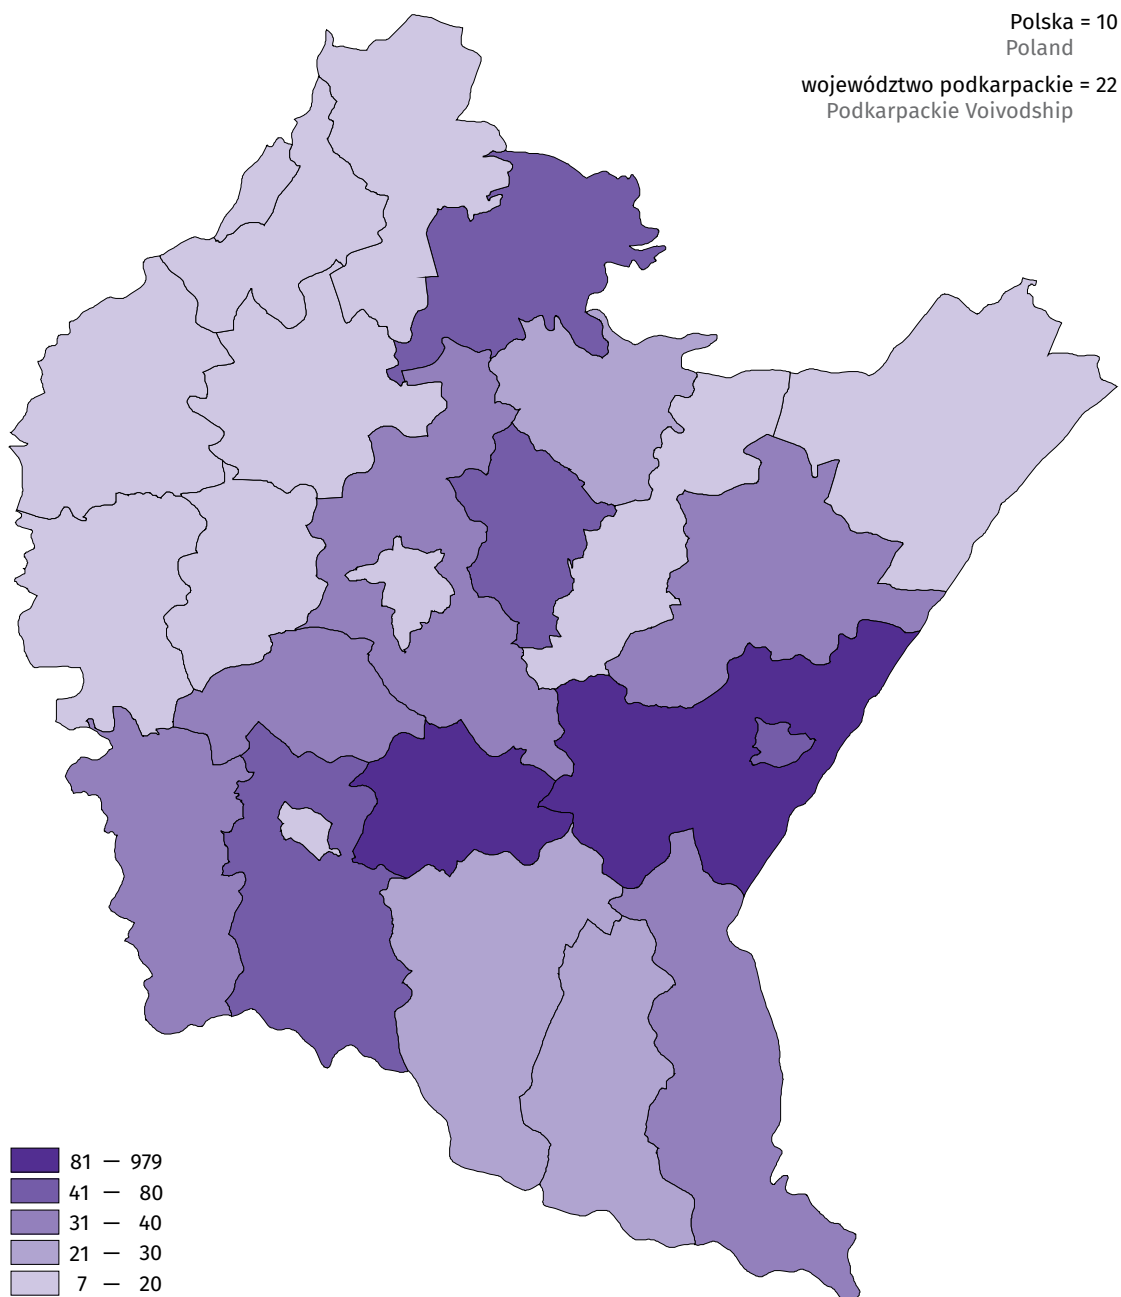 Polska = 10
Poland
województwo podkarpackie = 22
Podkarpackie Voivodship
81 — 979
41 — 80
31 — 40
21 — 30
7 — 20